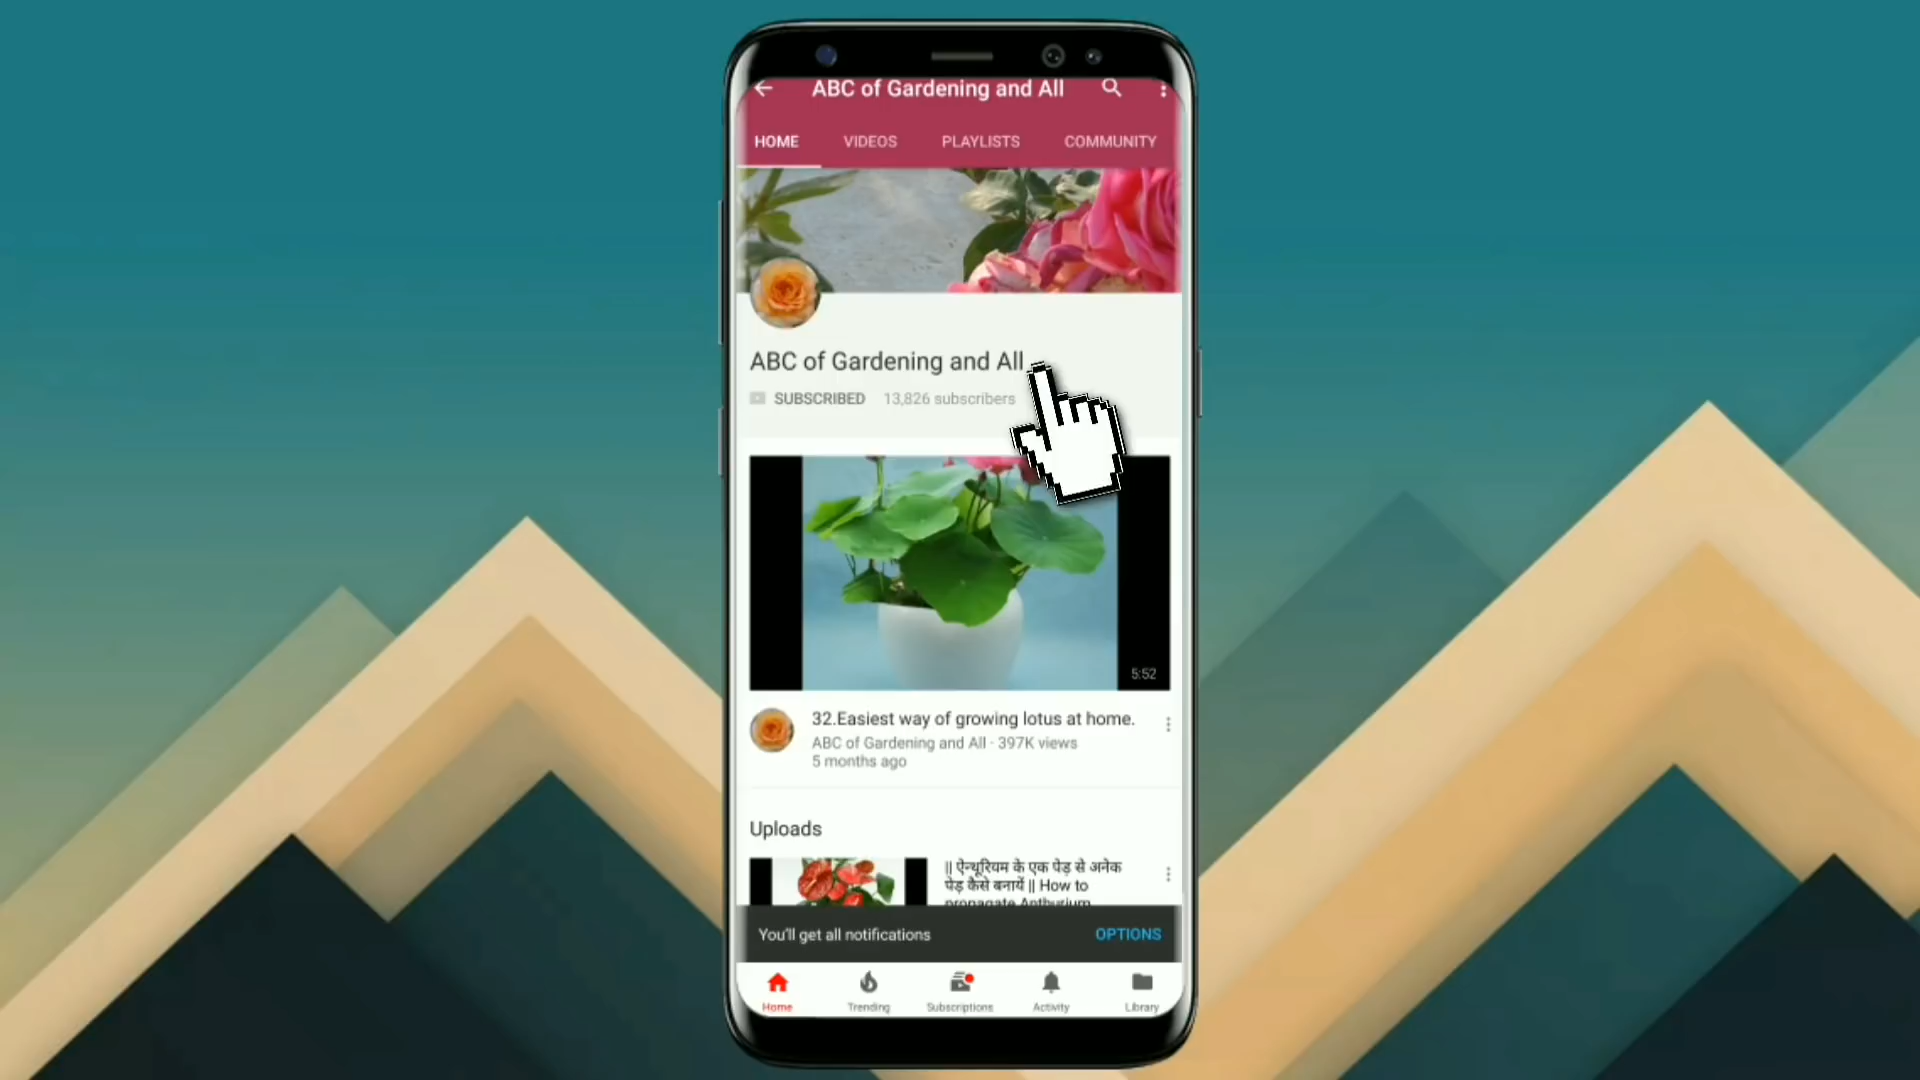 ABC of Gardening and All
HOME VIDEOS PLAYLISTS COMMUNITY
ABC of Gardening and All
SUBSCRIBED 13,826 subscribers
5:52
32.Easiest way of growing lotus at home.
ABC of Gardening and All · 397K views
5 months ago
Uploads
|| ऐन्थूरियम के एक पेड़ से अनेक
पेड़ कैसे बनायें || How to
propagate Anthurium
You'll get all notifications OPTIONS
Home Trending Subscriptions Activity Library